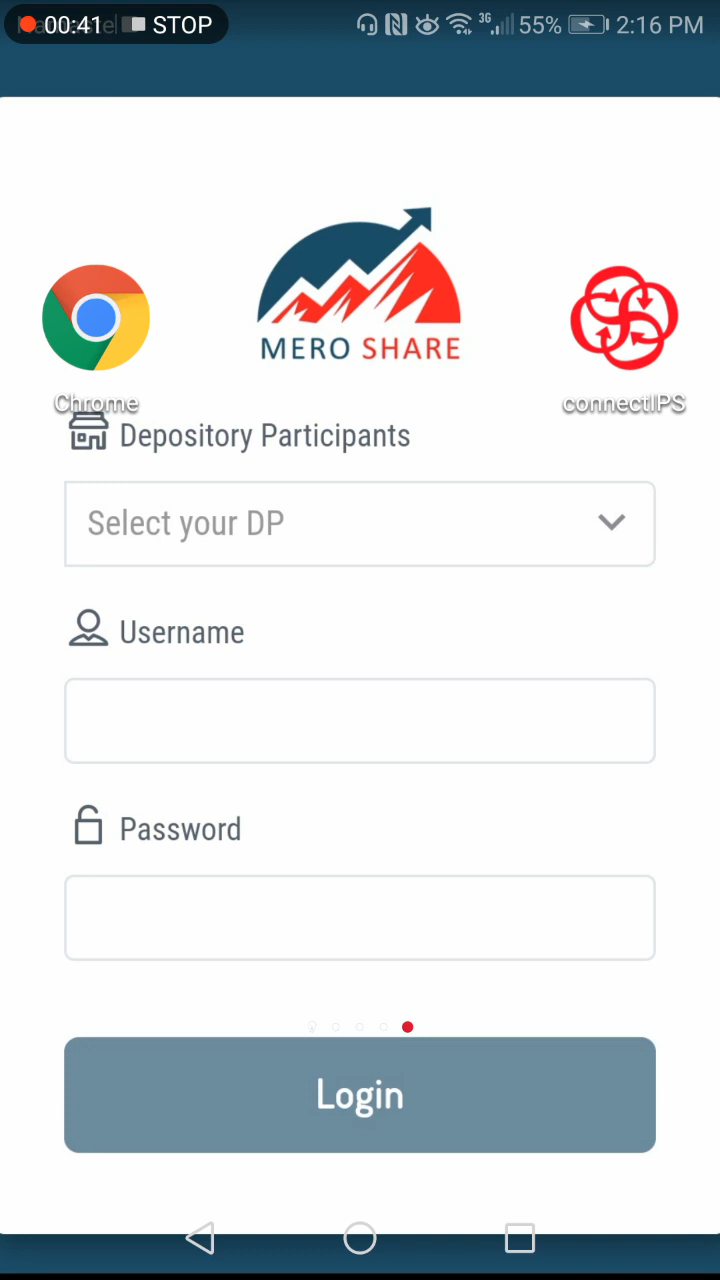 00:41 STOP 3G 55% 2:16 PM
MERO SHARE
Chrome connectIPS
Depository Participants
Select your DP
Username
Password
Login